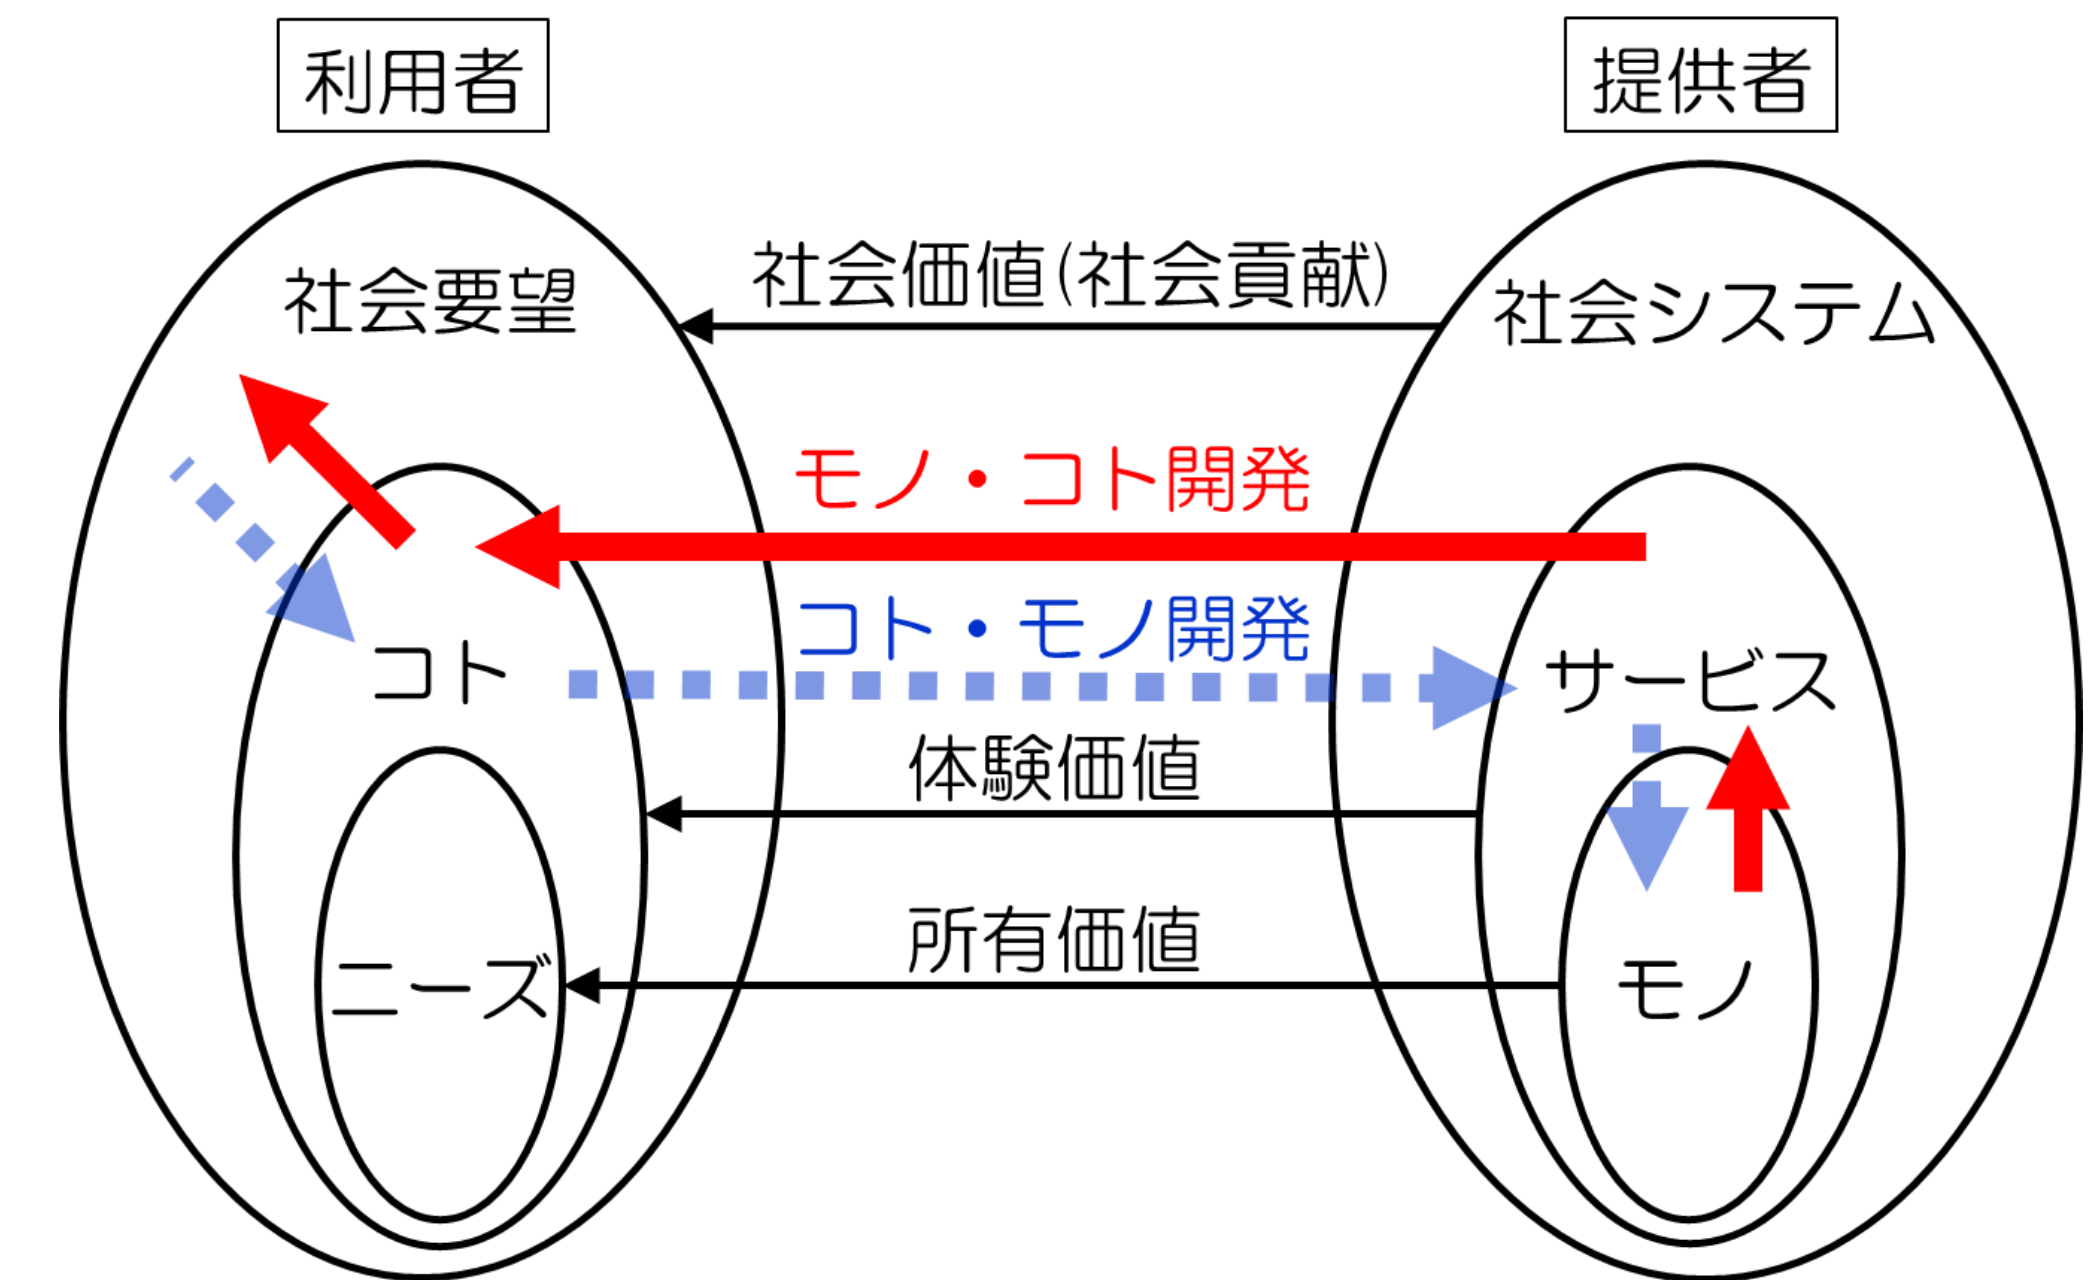 利用者
提供者
社会要望
社会価値(社会貢献)
社会システム
モノ・コト開発
コト・モノ開発
コト
サービス
体験価値
所有価値
ニーズ
モノ